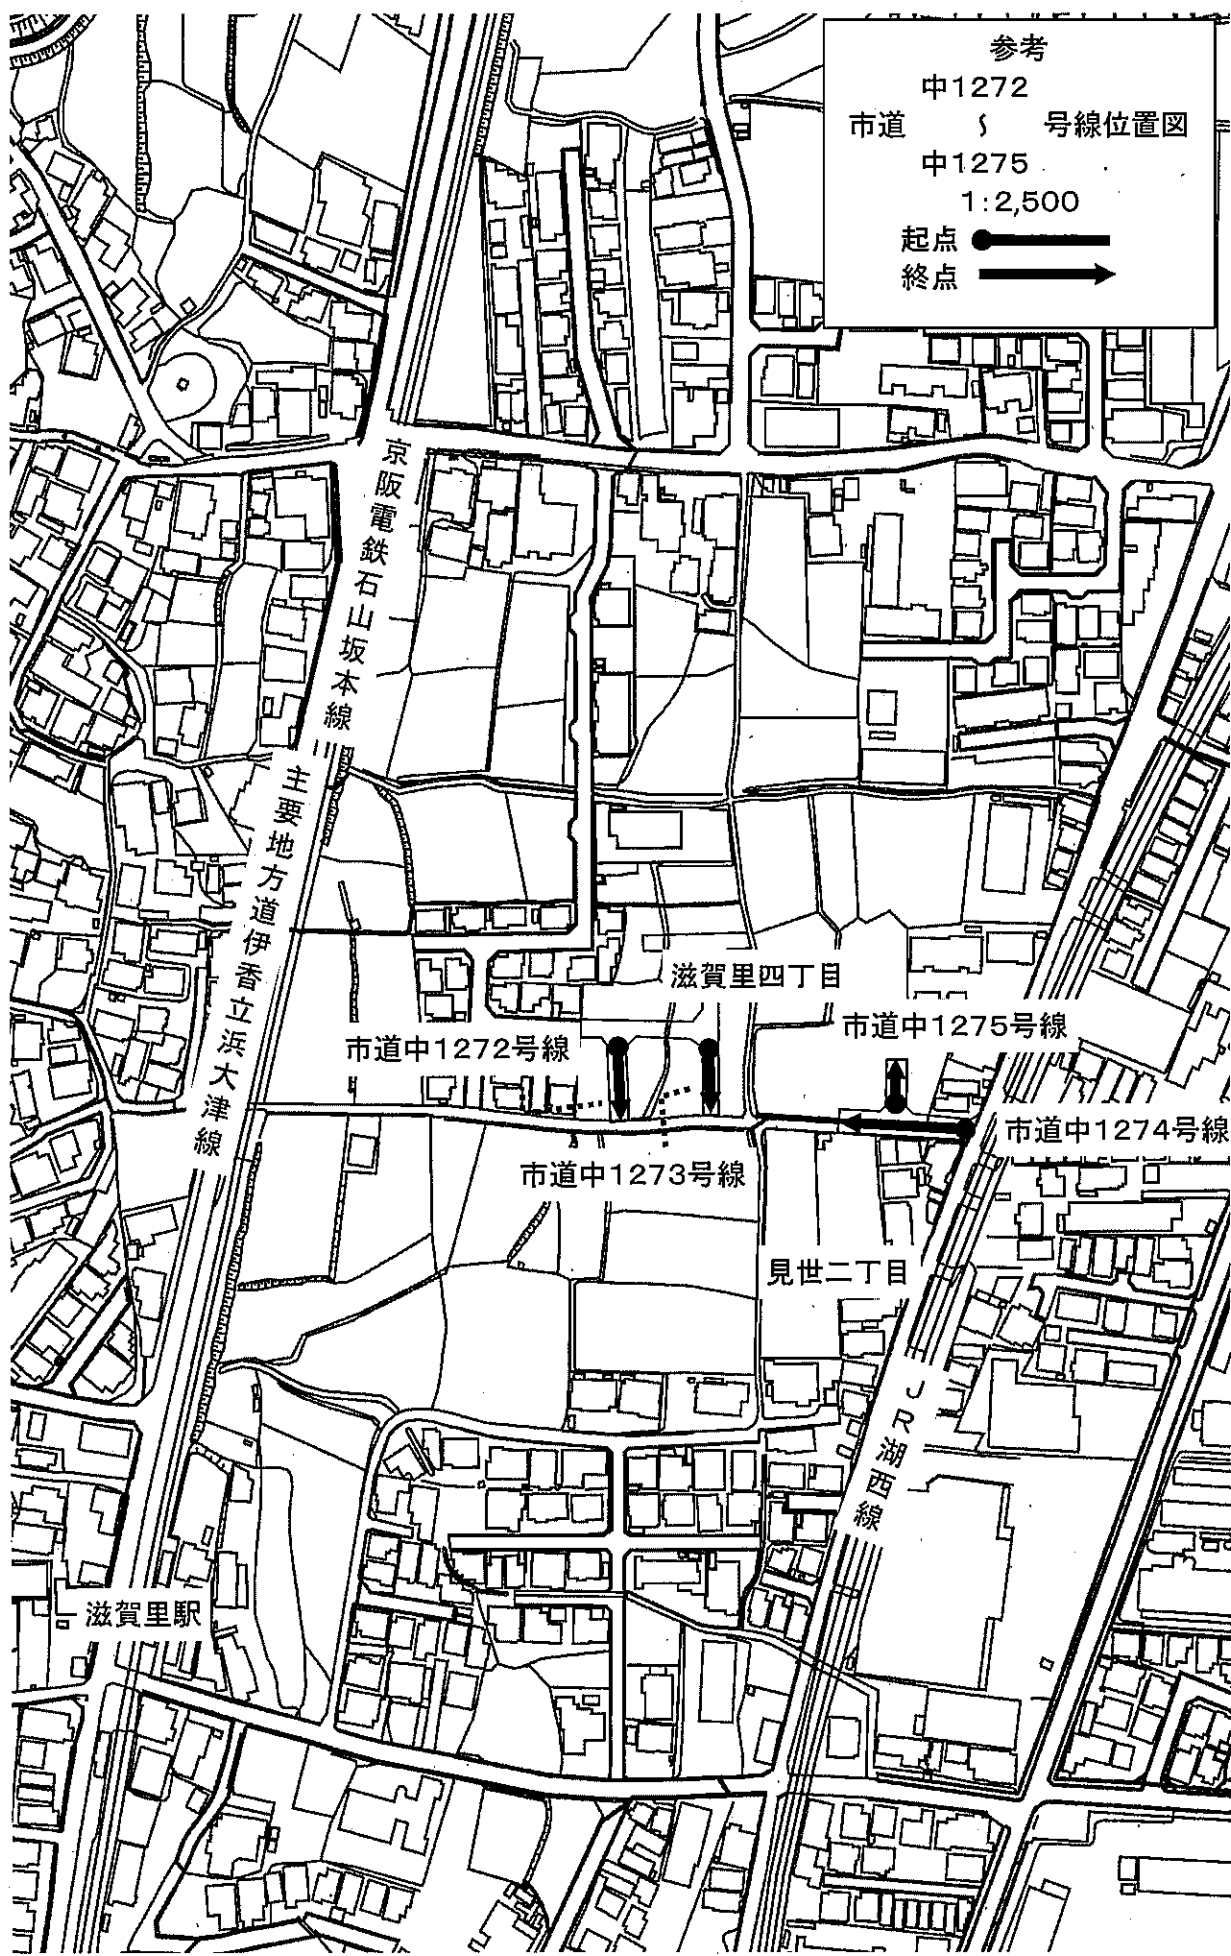 参考
中1272
市道 ～ 号線位置図
中1275
1:2,500
起点
終点
京阪電鉄石山坂本線
主要地方道伊香立浜大津線
滋賀里四丁目
市道中1275号線
市道中1272号線
市道中1274号線
市道中1273号線
見世二丁目
JR湖西線
滋賀里駅